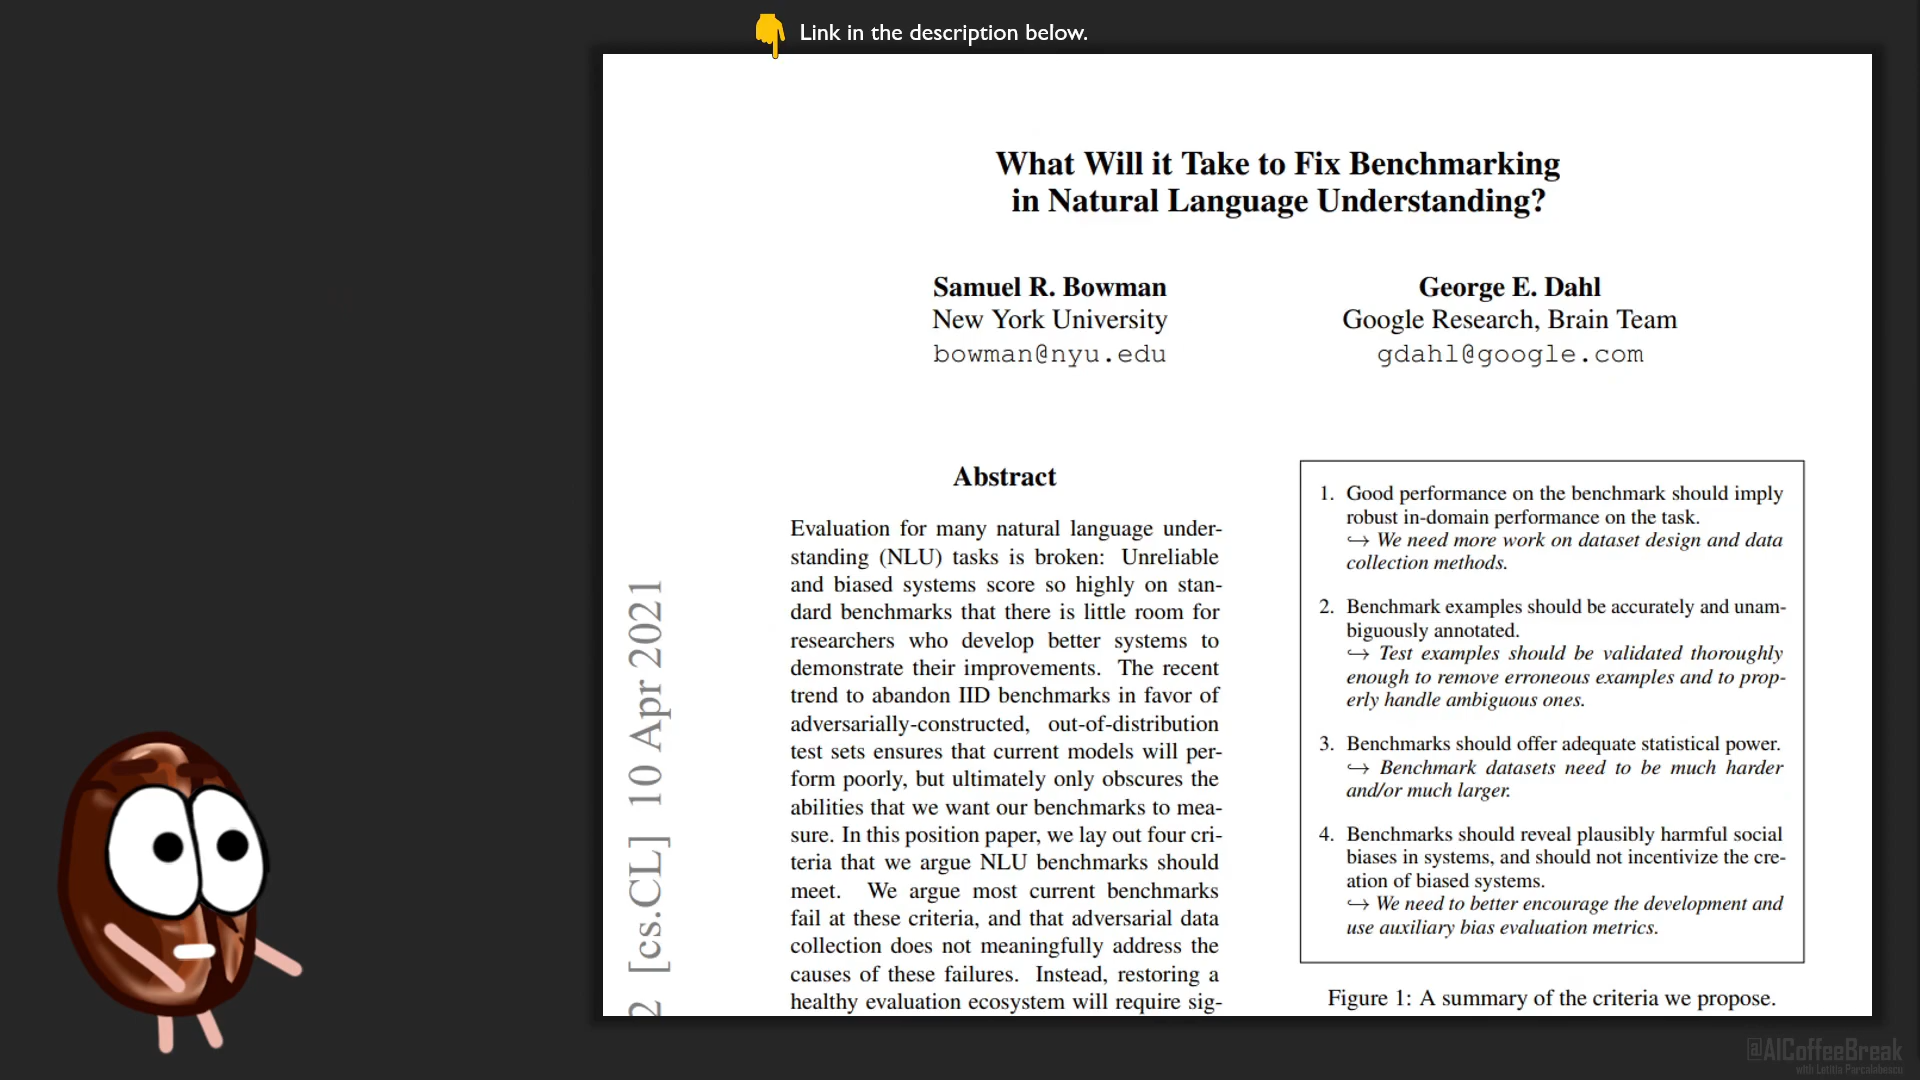 Link in the description below.
What Will it Take to Fix Benchmarking
in Natural Language Understanding?
Samuel R. Bowman
New York University
bowman@nyu.edu
George E. Dahl
Google Research, Brain Team
gdahl@google.com
2 [cs.CL] 10 Apr 2021
Abstract
Evaluation for many natural language under-
standing (NLU) tasks is broken: Unreliable
and biased systems score so highly on stan-
dard benchmarks that there is little room for
researchers who develop better systems to
demonstrate their improvements. The recent
trend to abandon IID benchmarks in favor of
adversarially-constructed, out-of-distribution
test sets ensures that current models will per-
form poorly, but ultimately only obscures the
abilities that we want our benchmarks to mea-
sure. In this position paper, we lay out four cri-
teria that we argue NLU benchmarks should
meet. We argue most current benchmarks
fail at these criteria, and that adversarial data
collection does not meaningfully address the
causes of these failures. Instead, restoring a
healthy evaluation ecosystem will require sig-
1. Good performance on the benchmark should imply
robust in-domain performance on the task.
↪ We need more work on dataset design and data
collection methods.
2. Benchmark examples should be accurately and unam-
biguously annotated.
↪ Test examples should be validated thoroughly
enough to remove erroneous examples and to prop-
erly handle ambiguous ones.
3. Benchmarks should offer adequate statistical power.
↪ Benchmark datasets need to be much harder
and/or much larger.
4. Benchmarks should reveal plausibly harmful social
biases in systems, and should not incentivize the cre-
ation of biased systems.
↪ We need to better encourage the development and
use auxiliary bias evaluation metrics.
Figure 1: A summary of the criteria we propose.
@AICoffeeBreak
with Letitia Parcalabescu